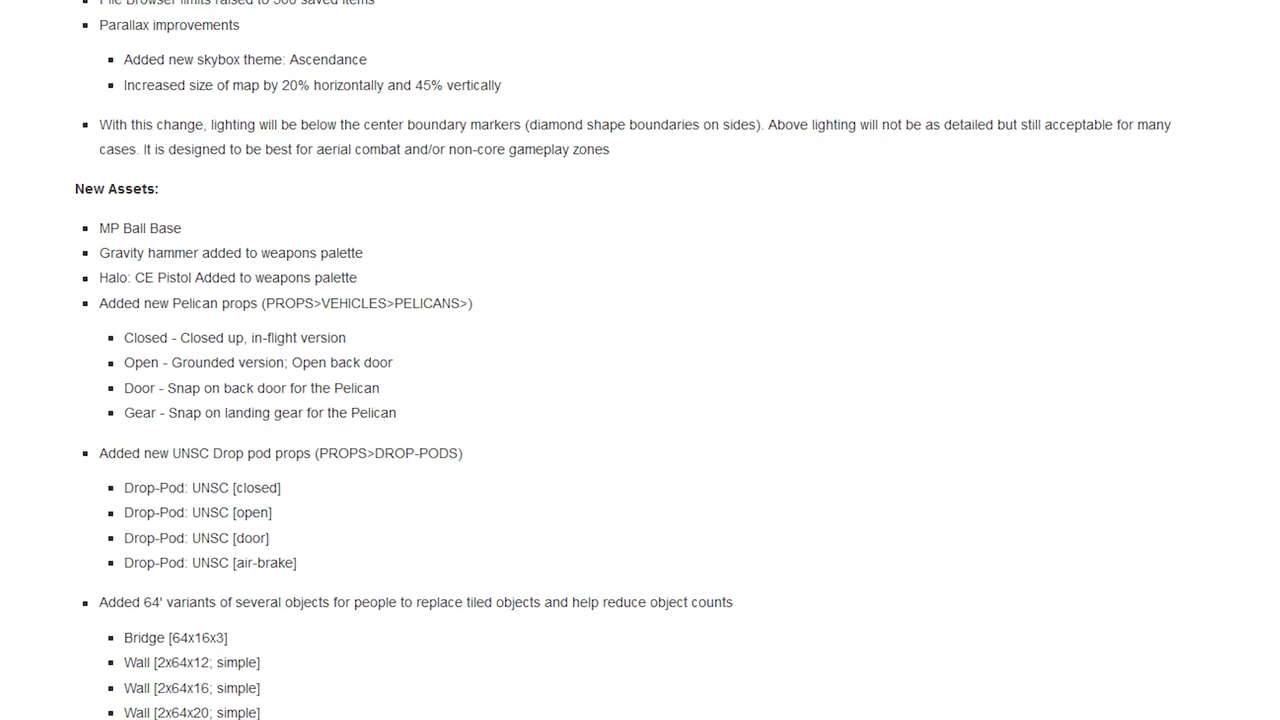 File Browser limits raised to 500 saved items
Parallax improvements
Added new skybox theme: Ascendance
Increased size of map by 20% horizontally and 45% vertically
With this change, lighting will be below the center boundary markers (diamond shape boundaries on sides). Above lighting will not be as detailed but still acceptable for many
cases. It is designed to be best for aerial combat and/or non-core gameplay zones
New Assets:
MP Ball Base
Gravity hammer added to weapons palette
Halo: CE Pistol Added to weapons palette
Added new Pelican props (PROPS>VEHICLES>PELICANS>)
Closed - Closed up, in-flight version
Open - Grounded version; Open back door
Door - Snap on back door for the Pelican
Gear - Snap on landing gear for the Pelican
Added new UNSC Drop pod props (PROPS>DROP-PODS)
Drop-Pod: UNSC [closed]
Drop-Pod: UNSC [open]
Drop-Pod: UNSC [door]
Drop-Pod: UNSC [air-brake]
Added 64' variants of several objects for people to replace tiled objects and help reduce object counts
Bridge [64x16x3]
Wall [2x64x12; simple]
Wall [2x64x16; simple]
Wall [2x64x20; simple]